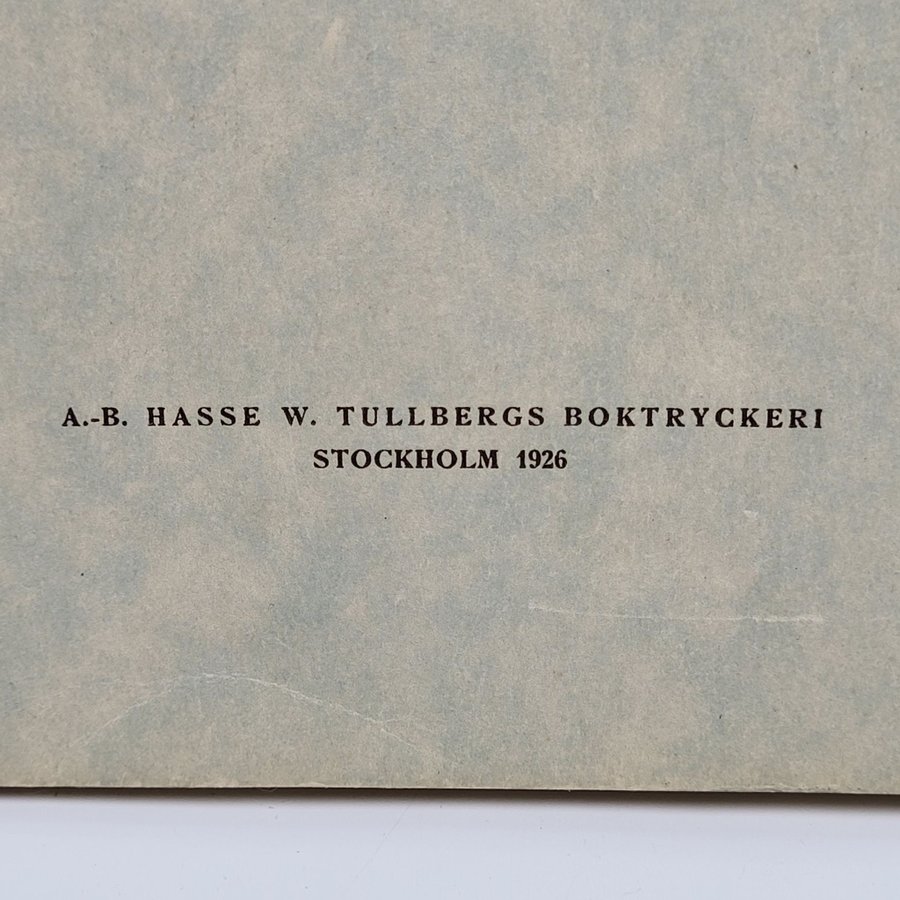 A.-B. HASSE W. TULLBERGS BOKTRYCKERI
STOCKHOLM 1926